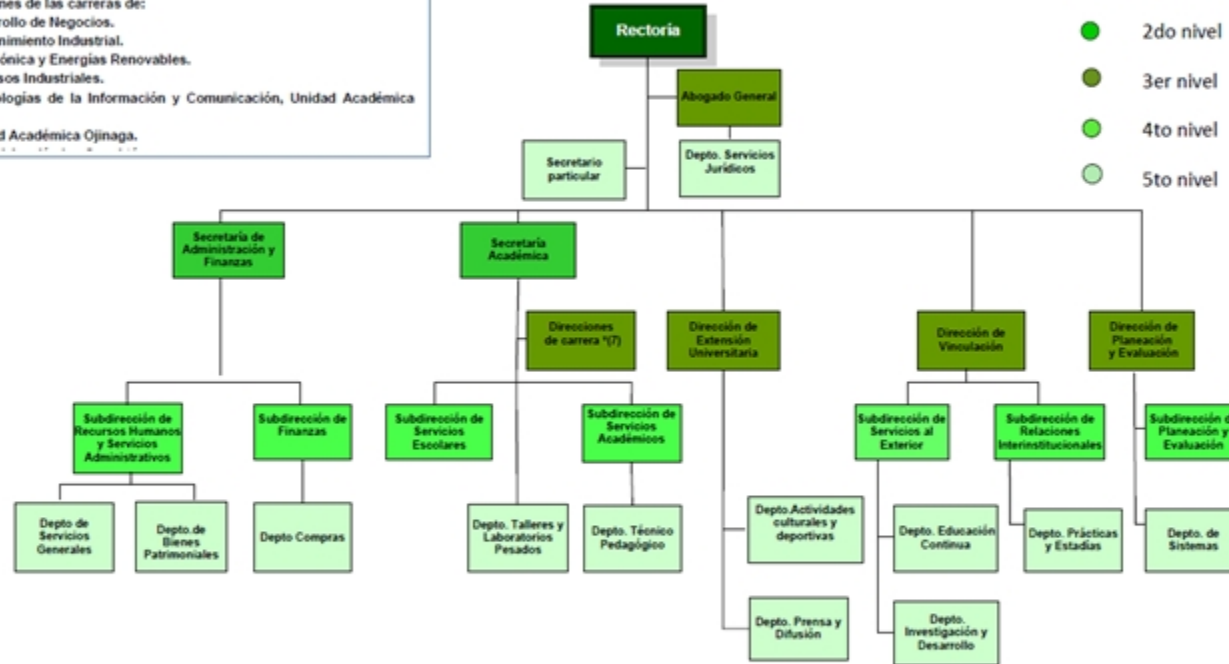 nes de las carreras de:
rollo de Negocios.
nimiento Industrial.
ónica y Energías Renovables.
sos Industriales.
ologías de la Información y Comunicación, Unidad Académica
d Académica Ojinaga.
Rectoría
2do nivel
3er nivel
4to nivel
5to nivel
Abogado General
Secretario
particular
Depto. Servicios
Jurídicos
Secretaría de
Administración y
Finanzas
Secretaría
Académica
Direcciones
de carrera *(7)
Dirección de
Extensión
Universitaria
Dirección de
Vinculación
Dirección de
Planeación
y Evaluación
Subdirección de
Recursos Humanos
y Servicios
Administrativos
Subdirección de
Finanzas
Subdirección de
Servicios
Escolares
Subdirección de
Servicios
Académicos
Subdirección de
Servicios al
Exterior
Subdirección de
Relaciones
Interinstitucionales
Subdirección d
Planeación y
Evaluación
Depto de
Servicios
Generales
Depto.de
Bienes
Patrimoniales
Depto Compras
Depto. Talleres y
Laboratorios
Pesados
Depto. Técnico
Pedagógico
Depto.Actividades
culturales y
deportivas
Depto. Educación
Continua
Depto. Prácticas
y Estadías
Depto. de
Sistemas
Depto. Prensa y
Difusión
Depto.
Investigación y
Desarrollo